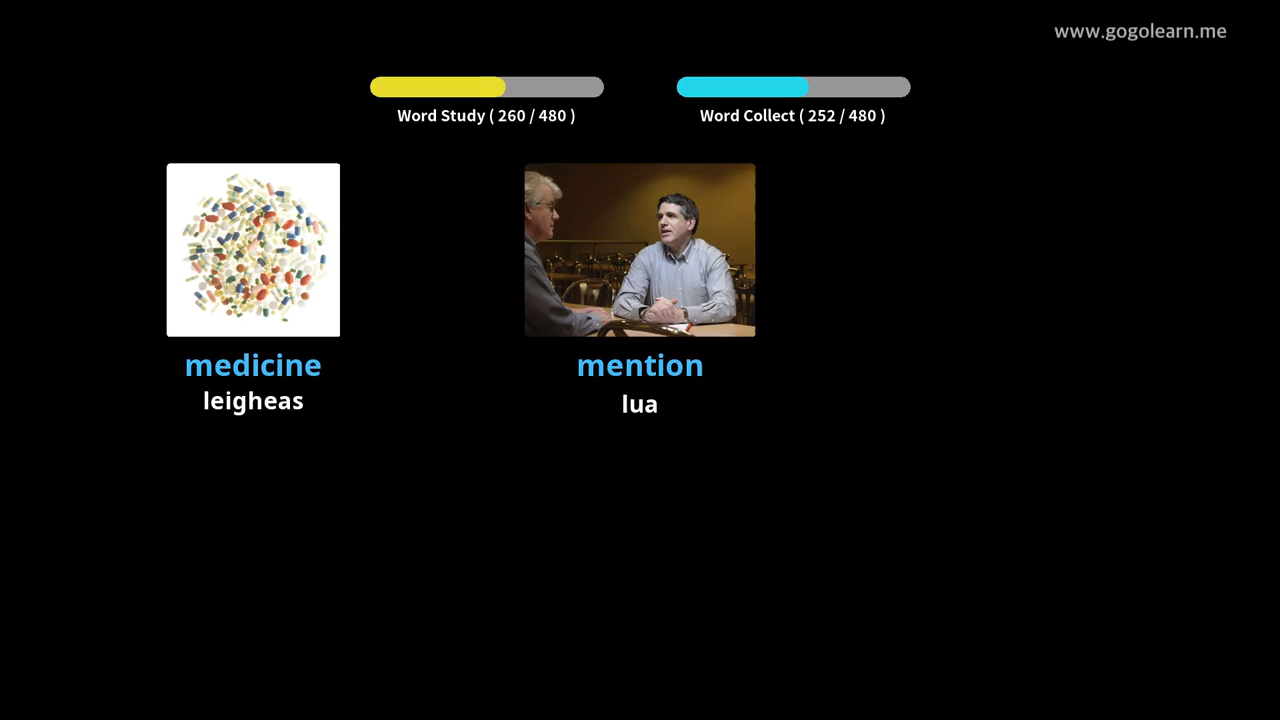 www.gogolearn.me
Word Study ( 260 / 480 )
Word Collect ( 252 / 480 )
medicine
leigheas
mention
lua